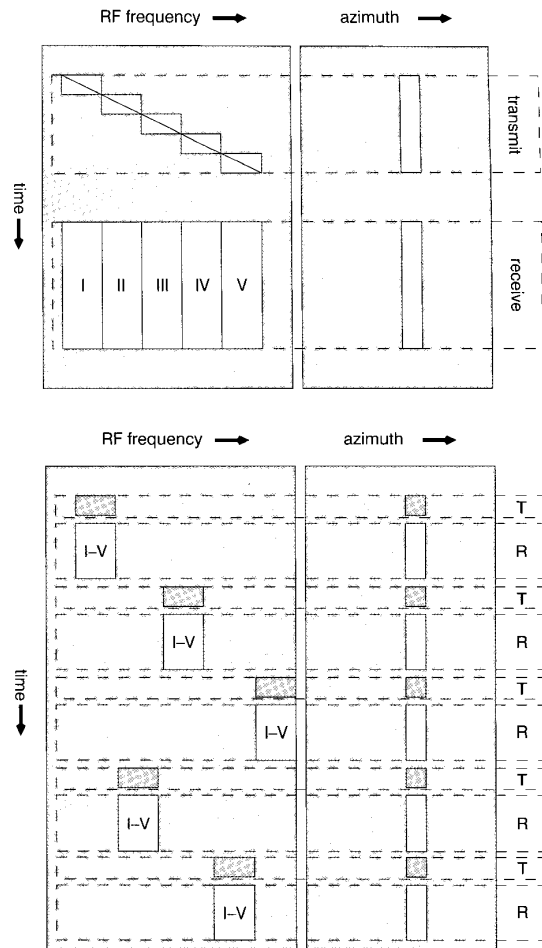 RF frequency
azimuth
transmit
time
I II III IV V
receive
RF frequency
azimuth
T
I–V
R
T
I–V
R
T
time
I–V
R
T
I–V
R
T
I–V
R